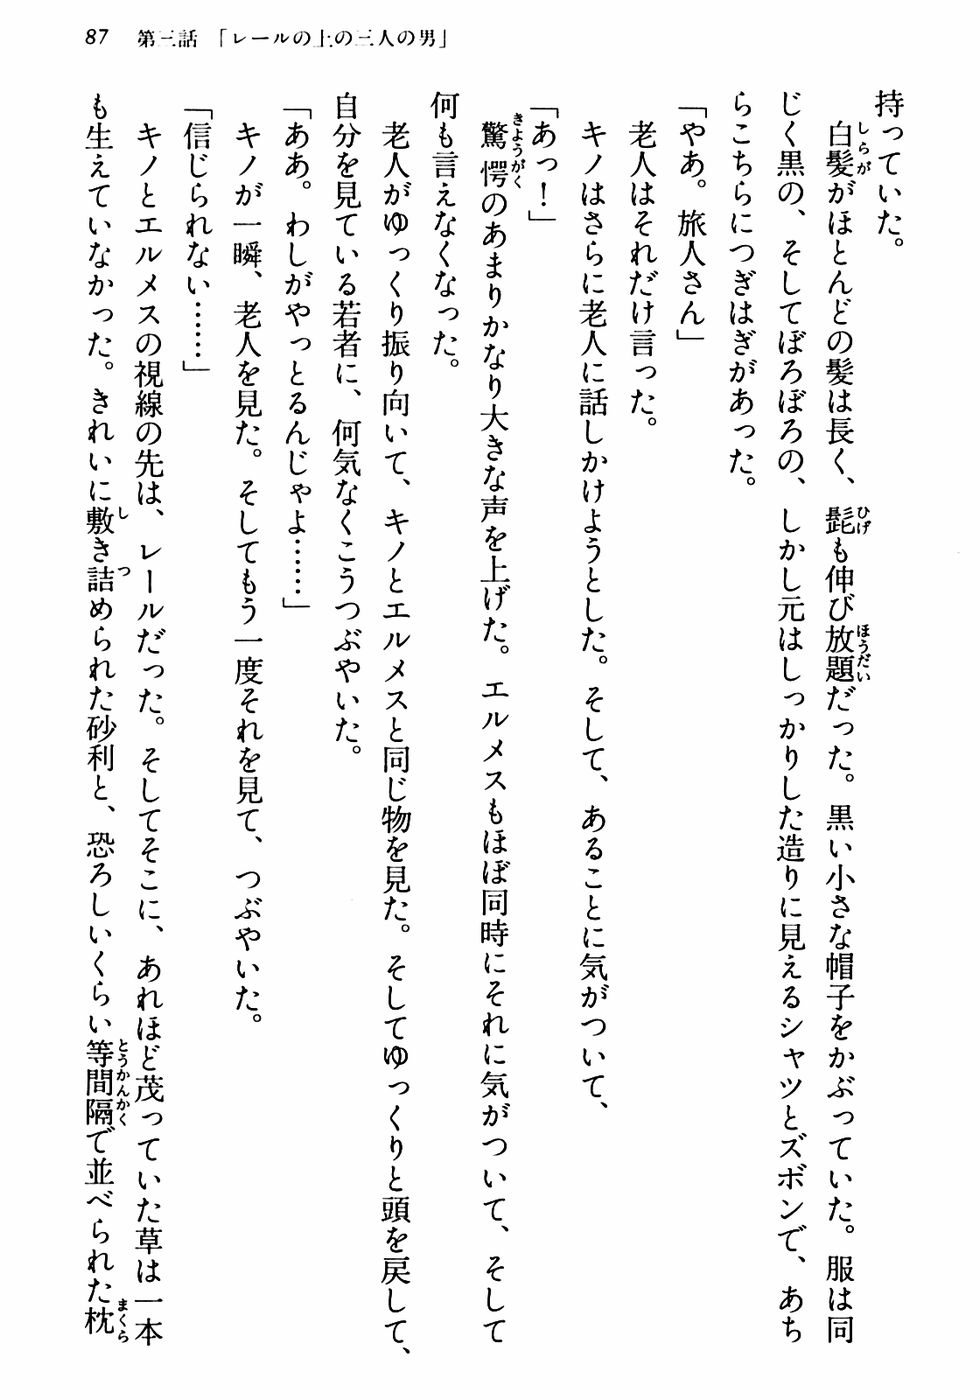 87　第三話　「レールの上の三人の男」
持っていた。
　白髪がほとんどの髪は長く、髭も伸び放題だった。黒い小さな帽子をかぶっていた。服は同
じく黒の、そしてぼろぼろの、しかし元はしっかりした造りに見えるシャツとズボンで、あち
らこちらにつぎはぎがあった。
「やあ。旅人さん」
　老人はそれだけ言った。
　キノはさらに老人に話しかけようとした。そして、あることに気がついて、
「あっ！」
　驚愕のあまりかなり大きな声を上げた。エルメスもほぼ同時にそれに気がついて、そして
何も言えなくなった。
　老人がゆっくり振り向いて、キノとエルメスと同じ物を見た。そしてゆっくりと頭を戻して、
自分を見ている若者に、何気なくこうつぶやいた。
「ああ。わしがやっとるんじゃよ……」
　キノが一瞬、老人を見た。そしてもう一度それを見て、つぶやいた。
「信じられない……」
　キノとエルメスの視線の先は、レールだった。そしてそこに、あれほど茂っていた草は一本
も生えていなかった。きれいに敷き詰められた砂利と、恐ろしいくらい等間隔で並べられた枕